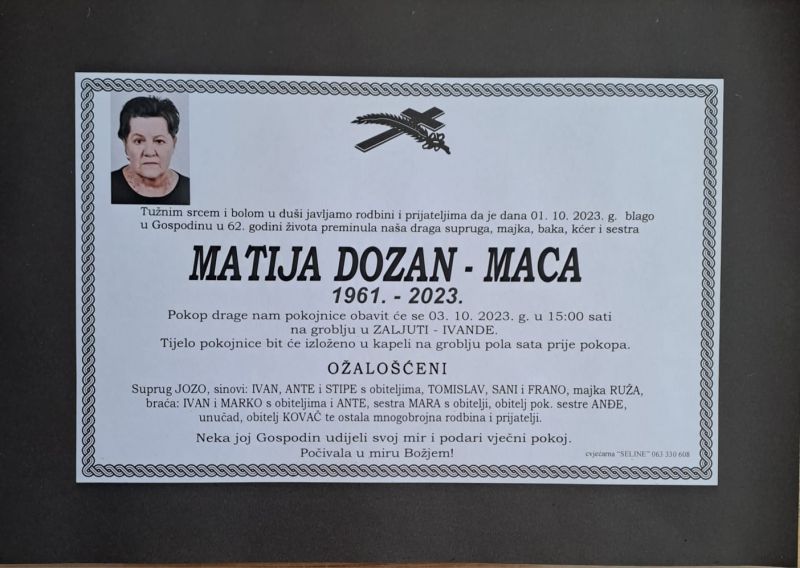 Tužnim srcem i bolom u duši javljamo rodbini i prijateljima da je dana 01. 10. 2023. g. blago
u Gospodinu u 62. godini života preminula naša draga supruga, majka, baka, kćer i sestra
MATIJA DOZAN - MACA
1961. - 2023.
Pokop drage nam pokojnice obavit će se 03. 10. 2023. g. u 15:00 sati
na groblju u ZALJUTI - IVANDE.
Tijelo pokojnice bit će izloženo u kapeli na groblju pola sata prije pokopa.
OŽALOŠĆENI
Suprug JOZO, sinovi: IVAN, ANTE i STIPE s obiteljima, TOMISLAV, SANI i FRANO, majka RUŽA,
braća: IVAN i MARKO s obiteljima i ANTE, sestra MARA s obitelji, obitelj pok. sestre ANĐE,
unučad, obitelj KOVAČ te ostala mnogobrojna rodbina i prijatelji.
Neka joj Gospodin udijeli svoj mir i podari vječni pokoj.
Počivala u miru Božjem!
cvjećarna "SELINE" 063 330 608